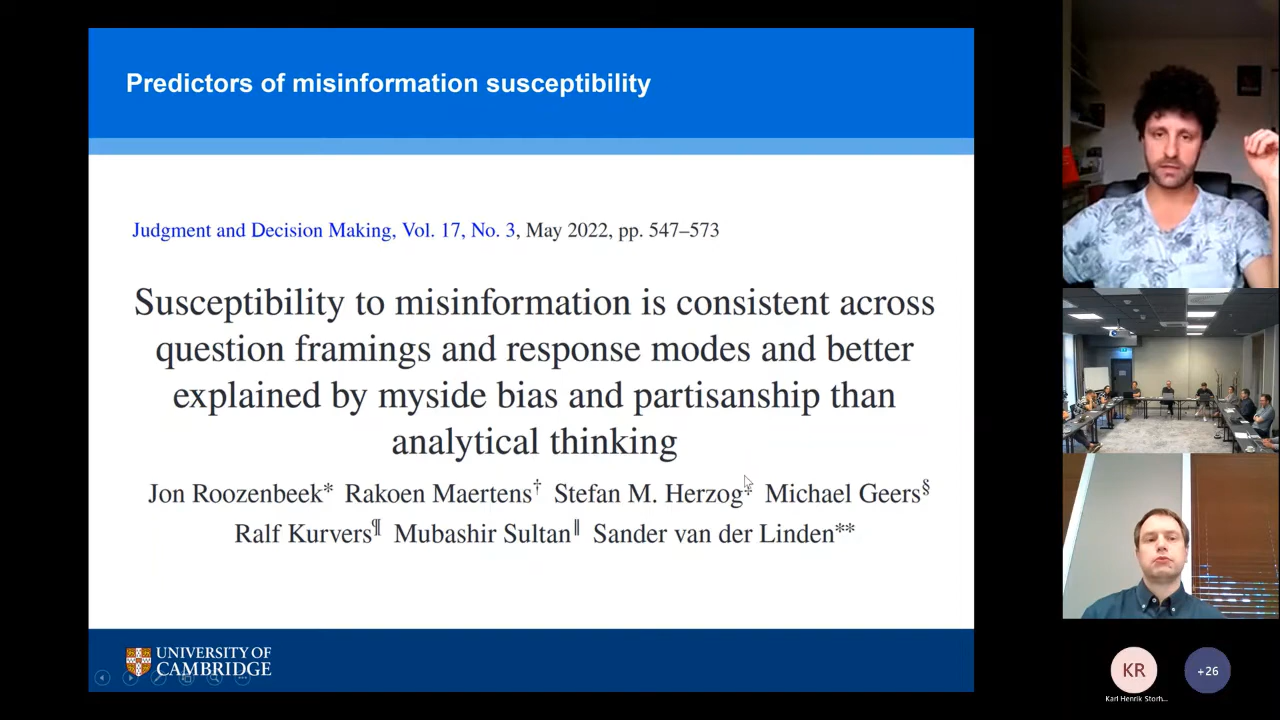 Predictors of misinformation susceptibility
Judgment and Decision Making, Vol. 17, No. 3, May 2022, pp. 547–573
Susceptibility to misinformation is consistent across
question framings and response modes and better
explained by myside bias and partisanship than
analytical thinking
Jon Roozenbeek* Rakoen Maertens† Stefan M. Herzog‡ Michael Geers§
Ralf Kurvers¶ Mubashir Sultan‖ Sander van der Linden**
UNIVERSITY OF
CAMBRIDGE
KR
+26
Karl Henrik Storh...